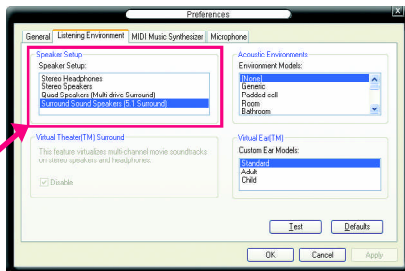 Preferences
General Listening Environment MIDI Music Synthesizer Microphone
Speaker Setup
Speaker Setup:
Stereo Headphones
Stereo Speakers
Quad Speakers (Multi drive Surround)
Surround Sound Speakers (5.1 Surround)
Acoustic Environments
Environment Models:
(None)
Generic
Padded cell
Room
Bathroom
Virtual Theater(TM) Surround
This feature virtualizes multi-channel movie soundtracks
on stereo speakers and headphones.
Disable
Virtual Ear(TM)
Custom Ear Models:
Standard
Adult
Child
Test Defaults
OK Cancel Apply